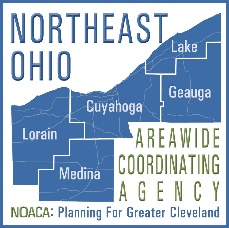 NORTHEAST
OHIO
Lake
Geauga
Cuyahoga
Lorain
Medina
AREAWIDE
COORDINATING
AGENCY
NOACA: Planning For Greater Cleveland